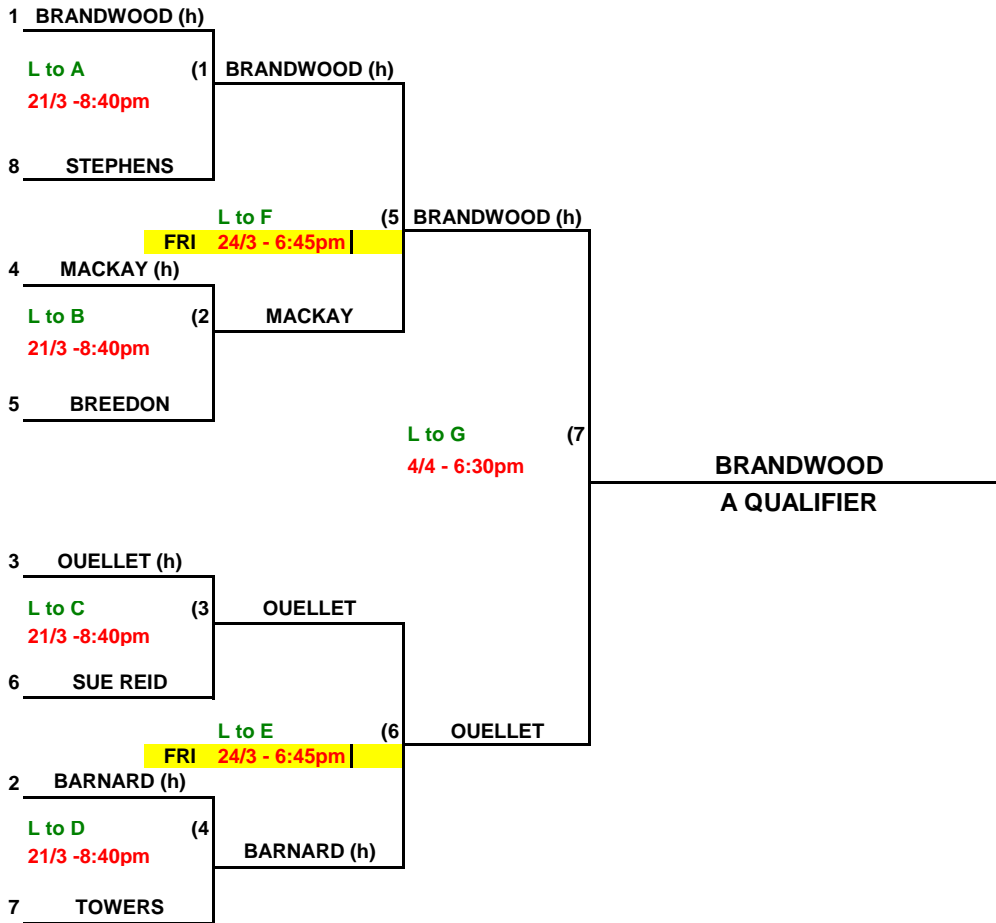 1 BRANDWOOD (h)
L to A (1 BRANDWOOD (h)
21/3 -8:40pm
8 STEPHENS
L to F (5 BRANDWOOD (h)
FRI 24/3 - 6:45pm
4 MACKAY (h)
L to B (2 MACKAY
21/3 -8:40pm
5 BREEDON
L to G (7
4/4 - 6:30pm
BRANDWOOD
A QUALIFIER
3 OUELLET (h)
L to C (3 OUELLET
21/3 -8:40pm
6 SUE REID
L to E (6 OUELLET
FRI 24/3 - 6:45pm
2 BARNARD (h)
L to D (4
21/3 -8:40pm BARNARD (h)
7 TOWERS